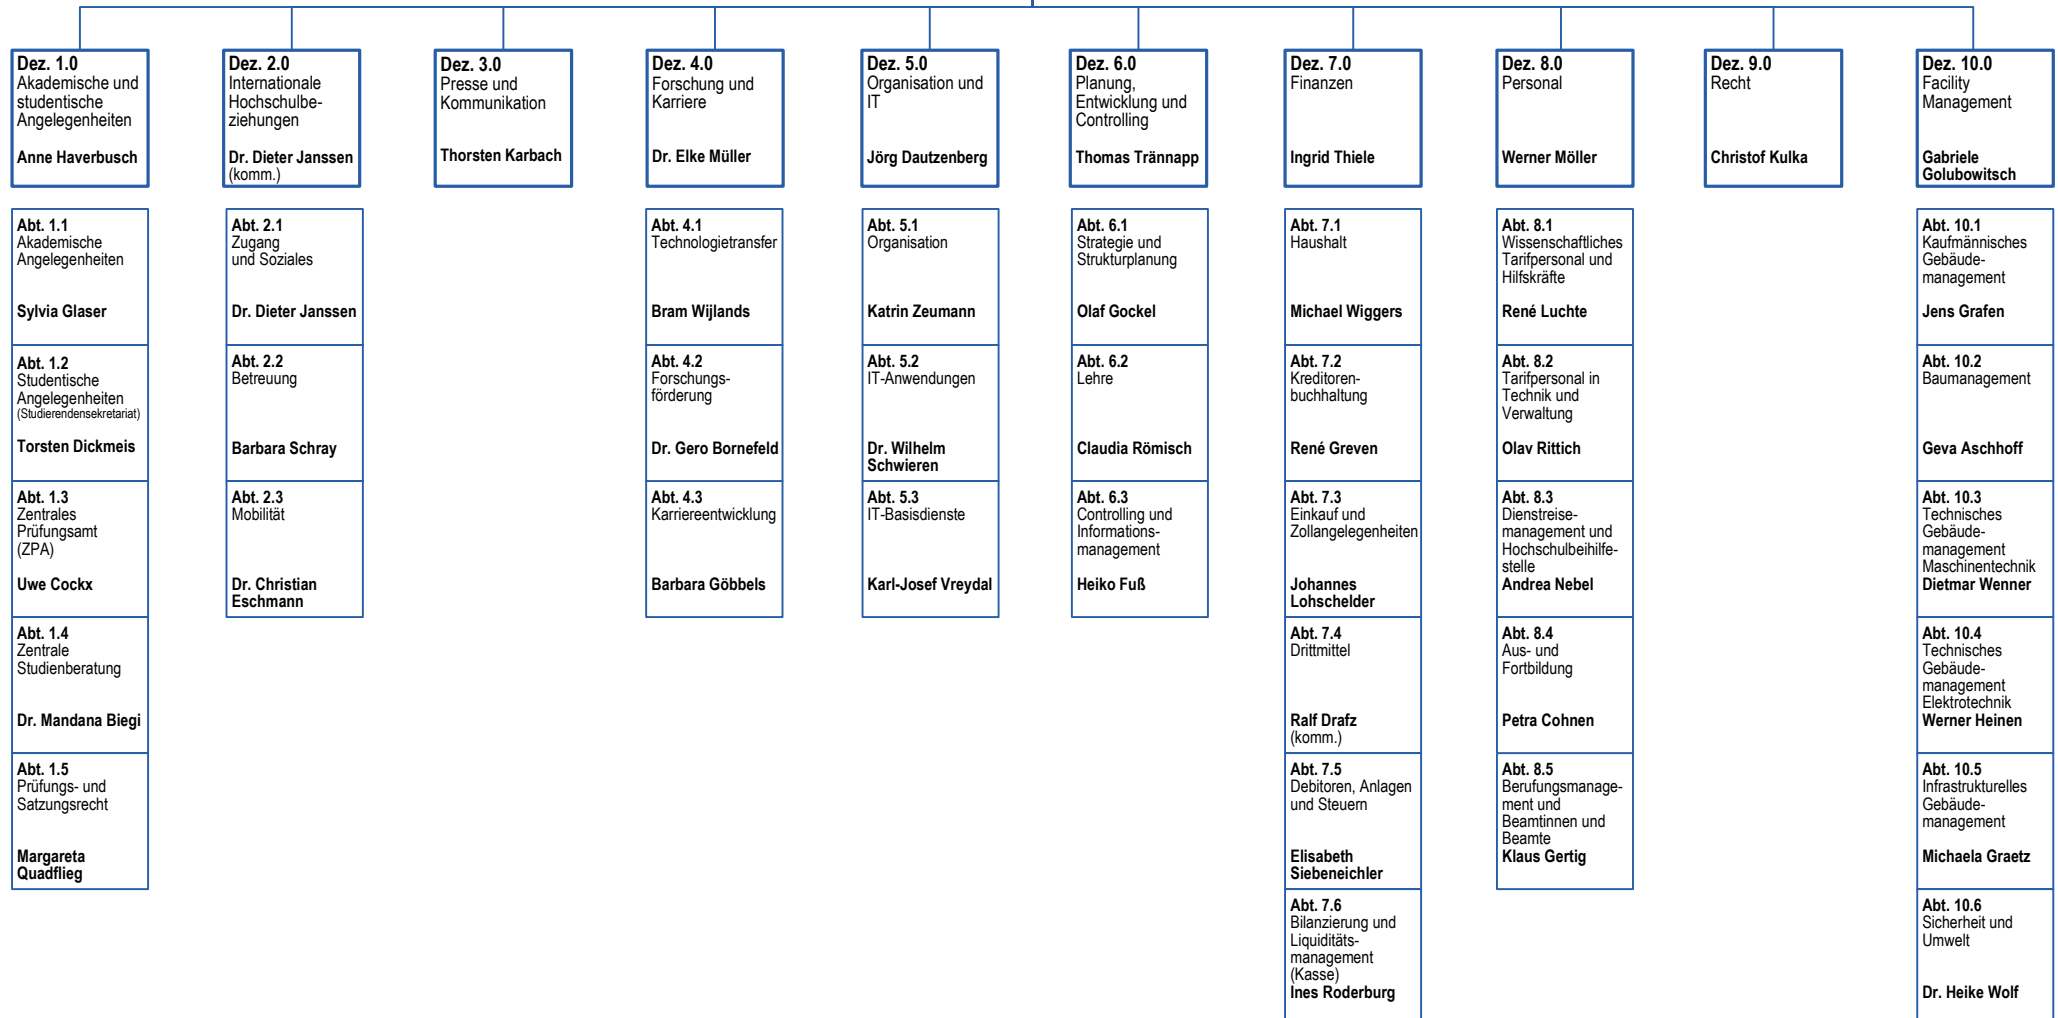 Dez. 1.0
Akademische und
studentische
Angelegenheiten
Anne Haverbusch
Dez. 2.0
Internationale
Hochschulbe-
ziehungen
Dr. Dieter Janssen
(komm.)
Dez. 3.0
Presse und
Kommunikation
Thorsten Karbach
Dez. 4.0
Forschung und
Karriere
Dr. Elke Müller
Dez. 5.0
Organisation und
IT
Jörg Dautzenberg
Dez. 6.0
Planung,
Entwicklung und
Controlling
Thomas Trännapp
Dez. 7.0
Finanzen
Ingrid Thiele
Dez. 8.0
Personal
Werner Möller
Dez. 9.0
Recht
Christof Kulka
Dez. 10.0
Facility
Management
Gabriele
Golubowitsch
Abt. 1.1
Akademische
Angelegenheiten
Sylvia Glaser
Abt. 1.2
Studentische
Angelegenheiten
(Studierendensekretariat)
Torsten Dickmeis
Abt. 1.3
Zentrales
Prüfungsamt
(ZPA)
Uwe Cockx
Abt. 1.4
Zentrale
Studienberatung
Dr. Mandana Biegi
Abt. 1.5
Prüfungs- und
Satzungsrecht
Margareta
Quadflieg
Abt. 2.1
Zugang
und Soziales
Dr. Dieter Janssen
Abt. 2.2
Betreuung
Barbara Schray
Abt. 2.3
Mobilität
Dr. Christian
Eschmann
Abt. 4.1
Technologietransfer
Bram Wijlands
Abt. 4.2
Forschungs-
förderung
Dr. Gero Bornefeld
Abt. 4.3
Karriereentwicklung
Barbara Göbbels
Abt. 5.1
Organisation
Katrin Zeumann
Abt. 5.2
IT-Anwendungen
Dr. Wilhelm
Schwieren
Abt. 5.3
IT-Basisdienste
Karl-Josef Vreydal
Abt. 6.1
Strategie und
Strukturplanung
Olaf Gockel
Abt. 6.2
Lehre
Claudia Römisch
Abt. 6.3
Controlling und
Informations-
management
Heiko Fuß
Abt. 7.1
Haushalt
Michael Wiggers
Abt. 7.2
Kreditoren-
buchhaltung
René Greven
Abt. 7.3
Einkauf und
Zollangelegenheiten
Johannes
Lohschelder
Abt. 7.4
Drittmittel
Ralf Drafz
(komm.)
Abt. 7.5
Debitoren, Anlagen
und Steuern
Elisabeth
Siebeneichler
Abt. 7.6
Bilanzierung und
Liquiditäts-
management
(Kasse)
Ines Roderburg
Abt. 8.1
Wissenschaftliches
Tarifpersonal und
Hilfskräfte
René Luchte
Abt. 8.2
Tarifpersonal in
Technik und
Verwaltung
Olav Rittich
Abt. 8.3
Dienstreise-
management und
Hochschulbeihilfe-
stelle
Andrea Nebel
Abt. 8.4
Aus- und
Fortbildung
Petra Cohnen
Abt. 8.5
Berufungsmanage-
ment und
Beamtinnen und
Beamte
Klaus Gertig
Abt. 10.1
Kaufmännisches
Gebäude-
management
Jens Grafen
Abt. 10.2
Baumanagement
Geva Aschhoff
Abt. 10.3
Technisches
Gebäude-
management
Maschinentechnik
Dietmar Wenner
Abt. 10.4
Technisches
Gebäude-
management
Elektrotechnik
Werner Heinen
Abt. 10.5
Infrastrukturelles
Gebäude-
management
Michaela Graetz
Abt. 10.6
Sicherheit und
Umwelt
Dr. Heike Wolf